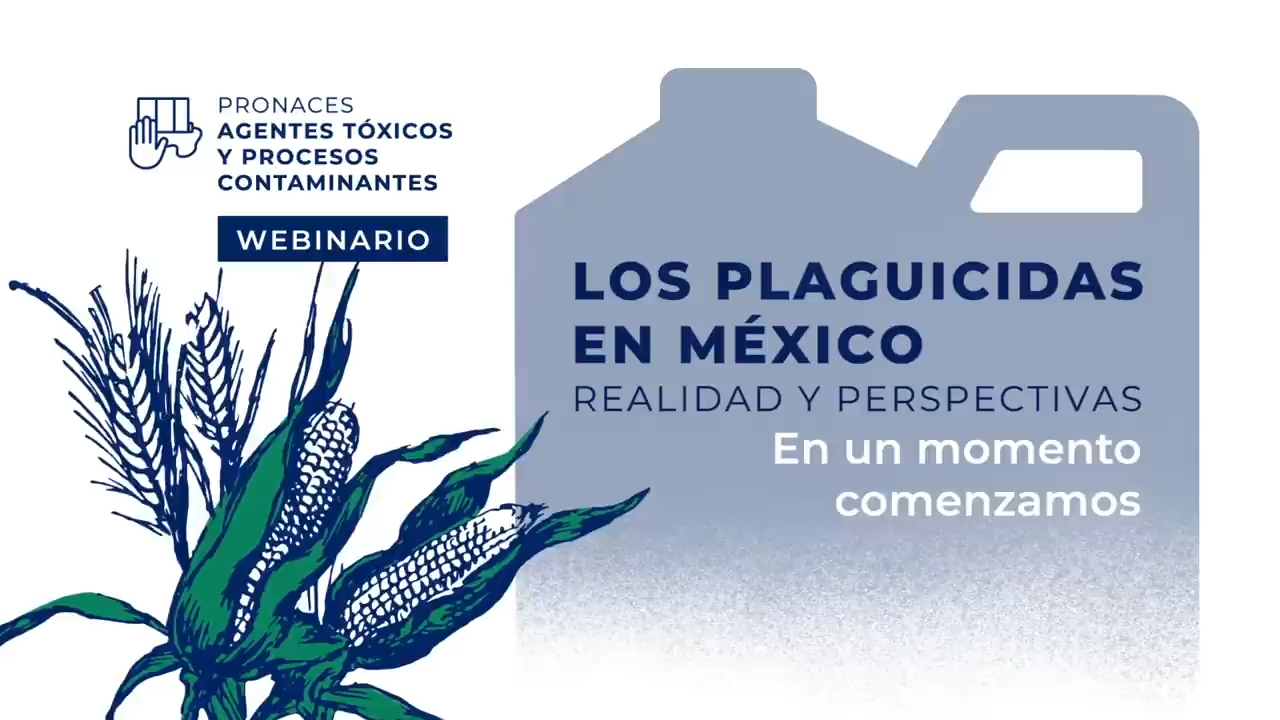 PRONACES
AGENTES TÓXICOS
Y PROCESOS
CONTAMINANTES
WEBINARIO
LOS PLAGUICIDAS
EN MÉXICO
REALIDAD Y PERSPECTIVAS
En un momento
comenzamos